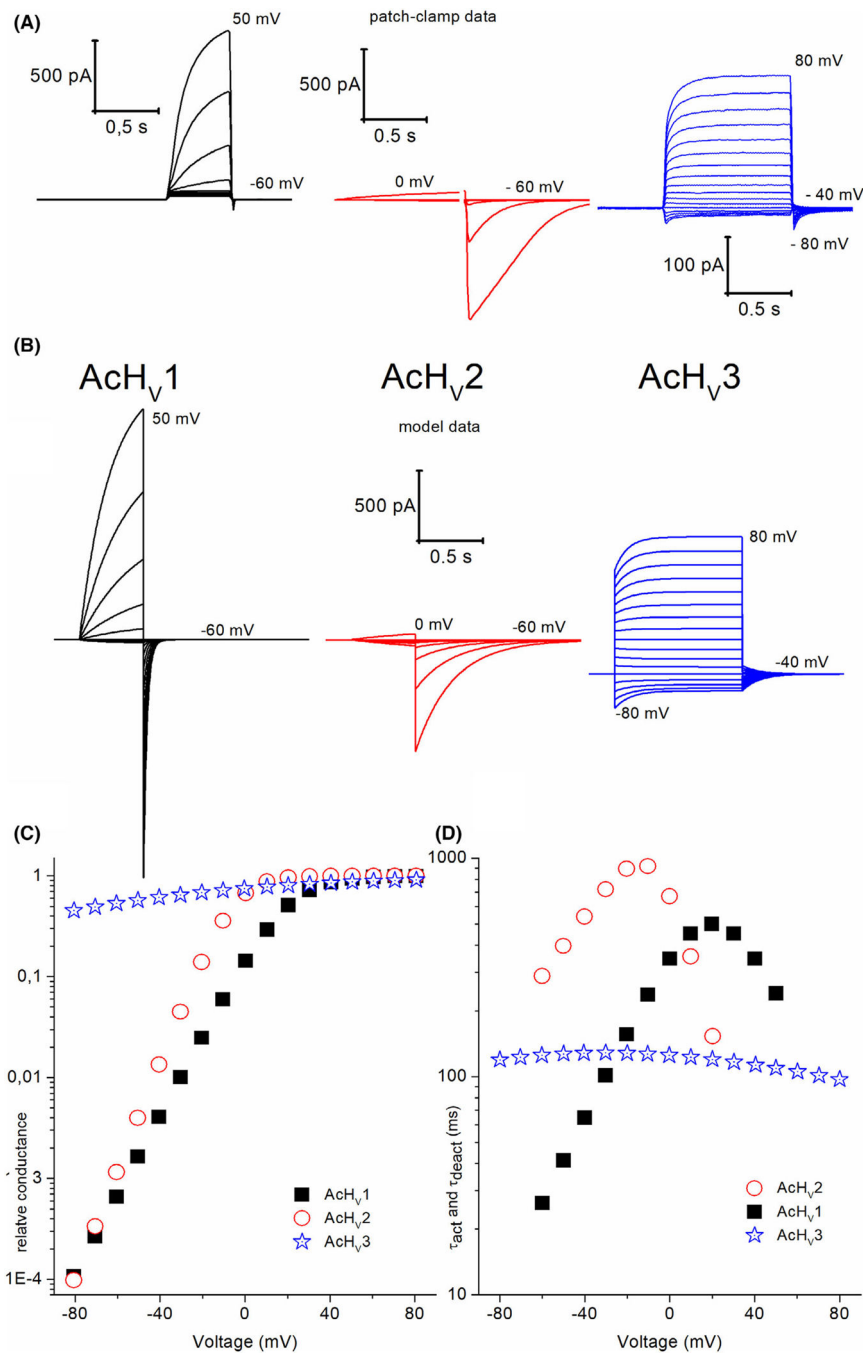 (A)
patch-clamp data
50 mV
500 pA
0,5 s
-60 mV
500 pA
0.5 s
0 mV
- 60 mV
80 mV
- 40 mV
- 80 mV
100 pA
0.5 s
(B)
AcHV1
AcHV2
AcHV3
model data
50 mV
-60 mV
500 pA
0.5 s
0 mV
-60 mV
80 mV
-40 mV
-80 mV
(C)
relatve conductance
1
0,1
0,01
3
1E-4
-80
-40
0
40
80
Voltage (mV)
AcHV1
AcHV2
AcHV3
(D)
τact and τdeact (ms)
1000
100
10
-80
-40
0
40
80
Voltage (mV)
AcHV2
AcHV1
AcHV3